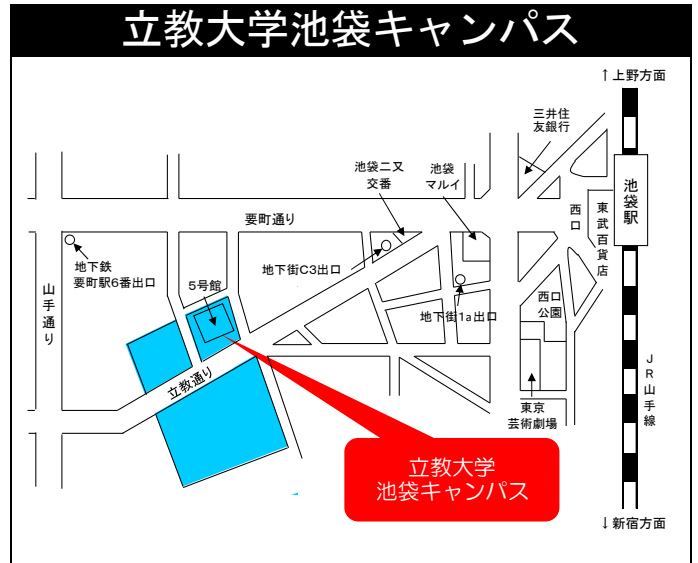 立教大学池袋キャンパス
↑上野方面
三井住
友銀行
池袋二又
交番
池袋
マルイ
池袋駅
西口
東武百貨店
要町通り
地下鉄
要町駅6番出口
地下街C3出口
5号館
山手通り
地下街1a出口
西口
公園
立教通り
JR山手線
東京
芸術劇場
立教大学
池袋キャンパス
↓新宿方面